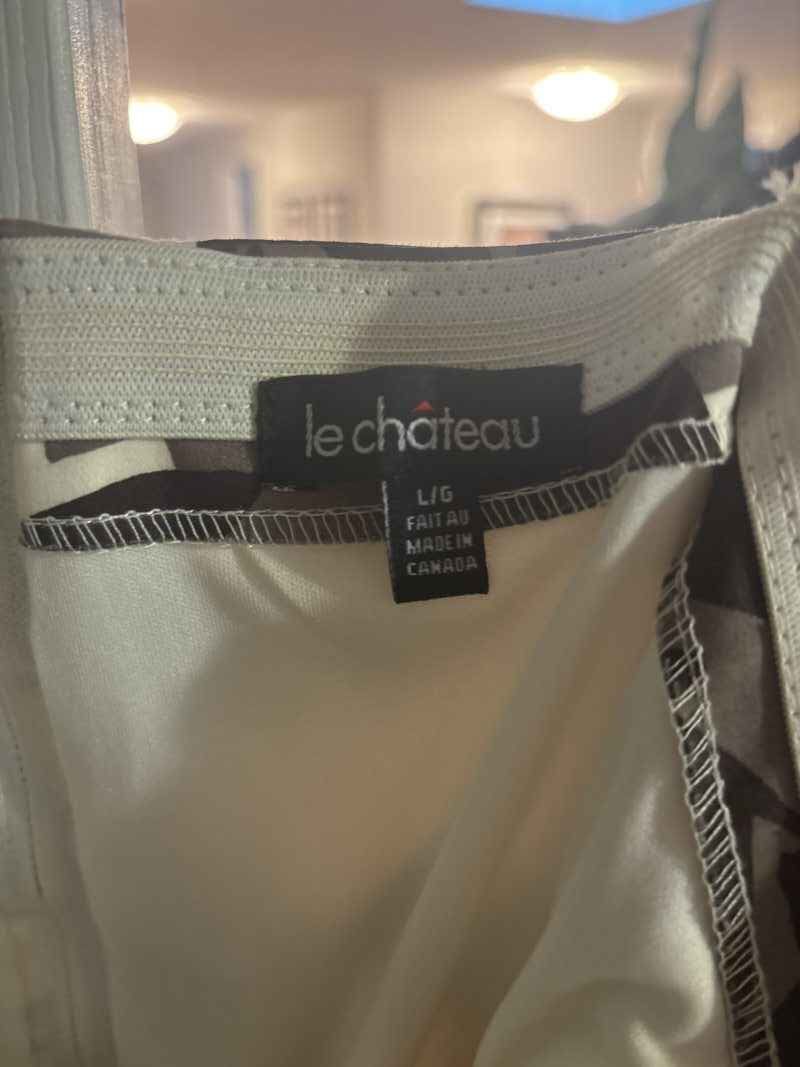 le château
L/G
FAIT AU
MADE IN
CANADA